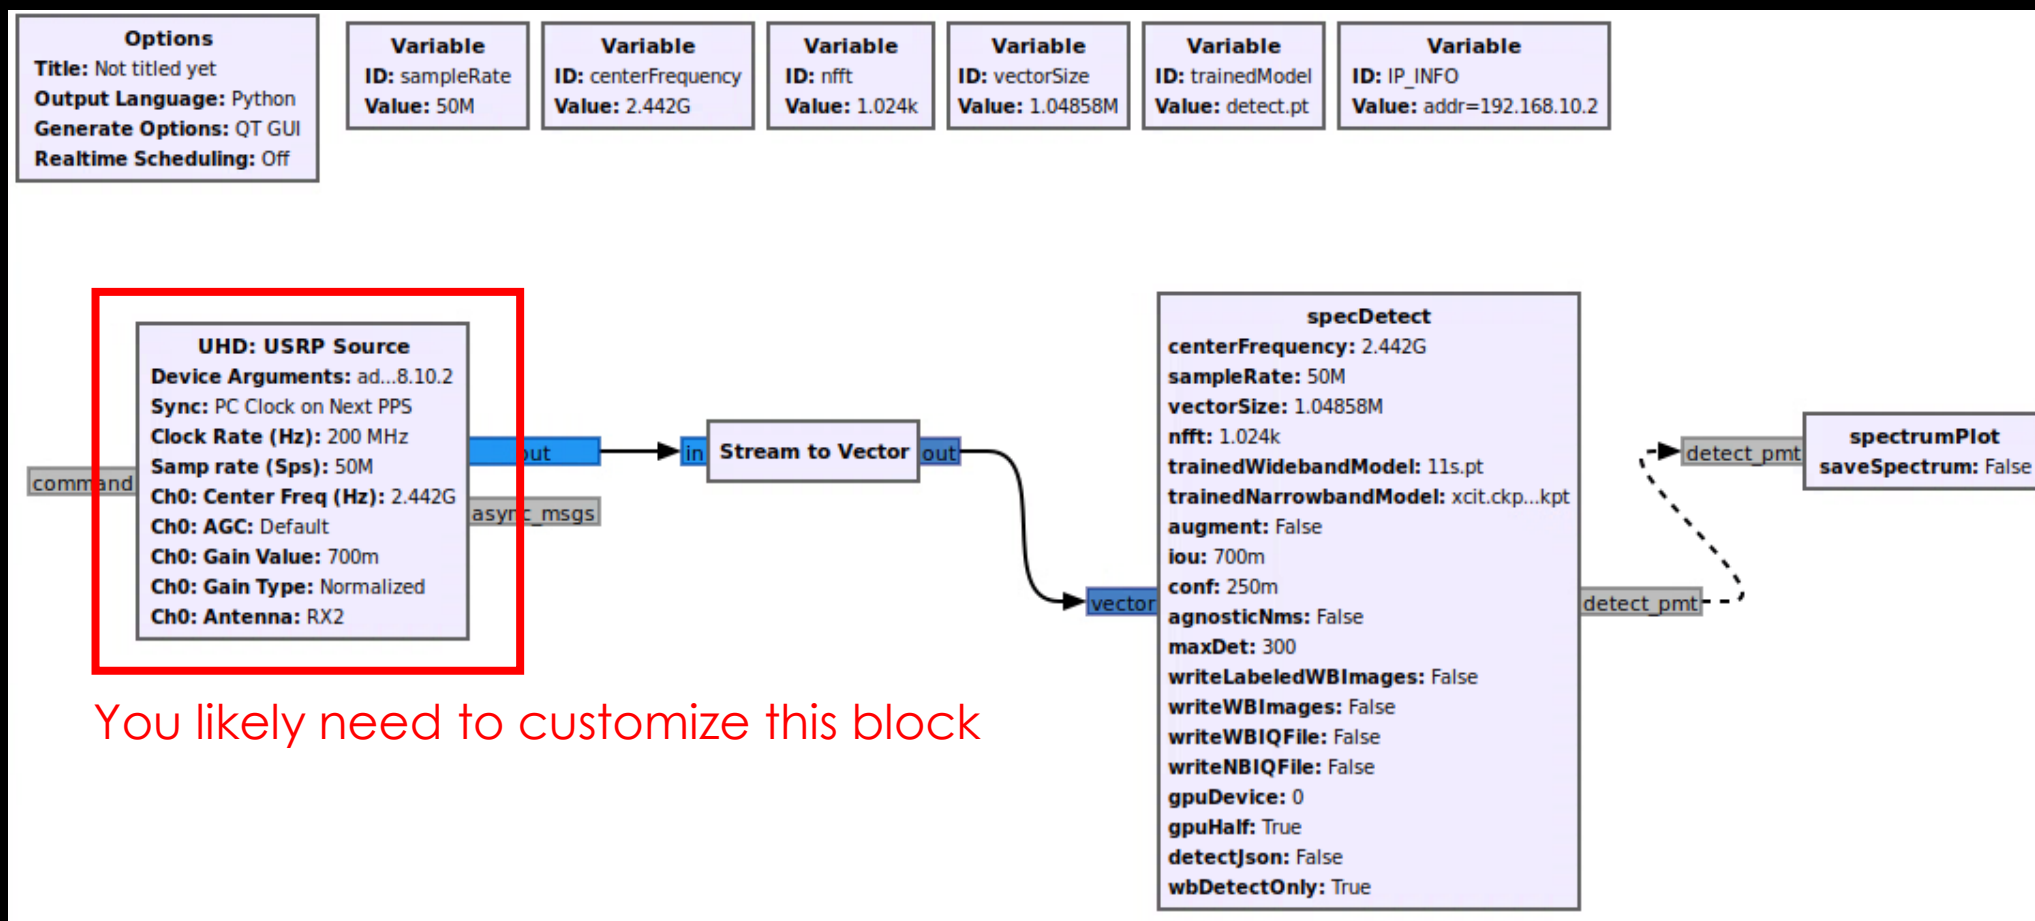 Options
Title: Not titled yet
Output Language: Python
Generate Options: QT GUI
Realtime Scheduling: Off
Variable
ID: sampleRate
Value: 50M
Variable
ID: centerFrequency
Value: 2.442G
Variable
ID: nfft
Value: 1.024k
Variable
ID: vectorSize
Value: 1.04858M
Variable
ID: trainedModel
Value: detect.pt
Variable
ID: IP_INFO
Value: addr=192.168.10.2
command
UHD: USRP Source
Device Arguments: ad...8.10.2
Sync: PC Clock on Next PPS
Clock Rate (Hz): 200 MHz
Samp rate (Sps): 50M
Ch0: Center Freq (Hz): 2.442G
Ch0: AGC: Default
Ch0: Gain Value: 700m
Ch0: Gain Type: Normalized
Ch0: Antenna: RX2
out
async_msgs
You likely need to customize this block
in
Stream to Vector
out
vector
specDetect
centerFrequency: 2.442G
sampleRate: 50M
vectorSize: 1.04858M
nfft: 1.024k
trainedWidebandModel: 11s.pt
trainedNarrowbandModel: xcit.ckp...kpt
augment: False
iou: 700m
conf: 250m
agnosticNms: False
maxDet: 300
writeLabeledWBImages: False
writeWBImages: False
writeWBIQFile: False
writeNBIQFile: False
gpuDevice: 0
gpuHalf: True
detectJson: False
wbDetectOnly: True
detect_pmt
detect_pmt
spectrumPlot
saveSpectrum: False